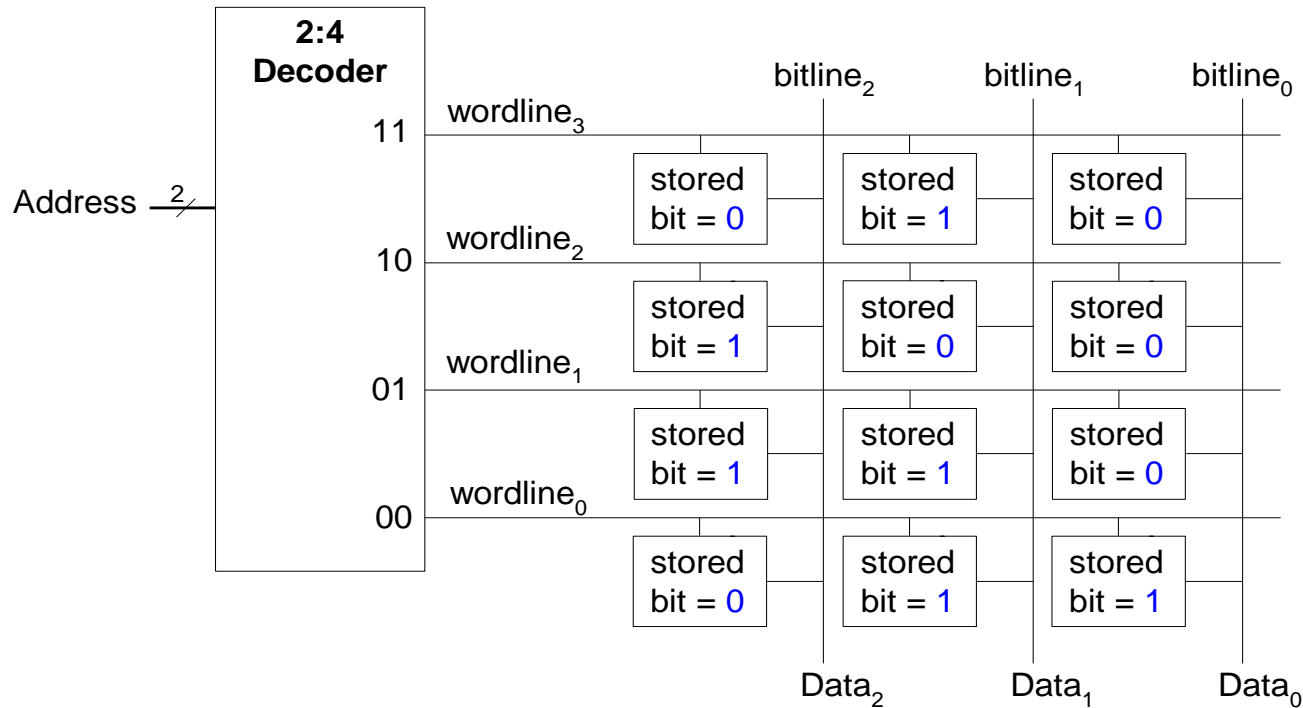 2:4
Decoder
bitline₂ bitline₁ bitline₀
wordline₃
11
stored stored stored
bit = 0 bit = 1 bit = 0
Address 2
wordline₂
10
stored stored stored
bit = 1 bit = 0 bit = 0
wordline₁
01
stored stored stored
bit = 1 bit = 1 bit = 0
wordline₀
00
stored stored stored
bit = 0 bit = 1 bit = 1
Data₂ Data₁ Data₀